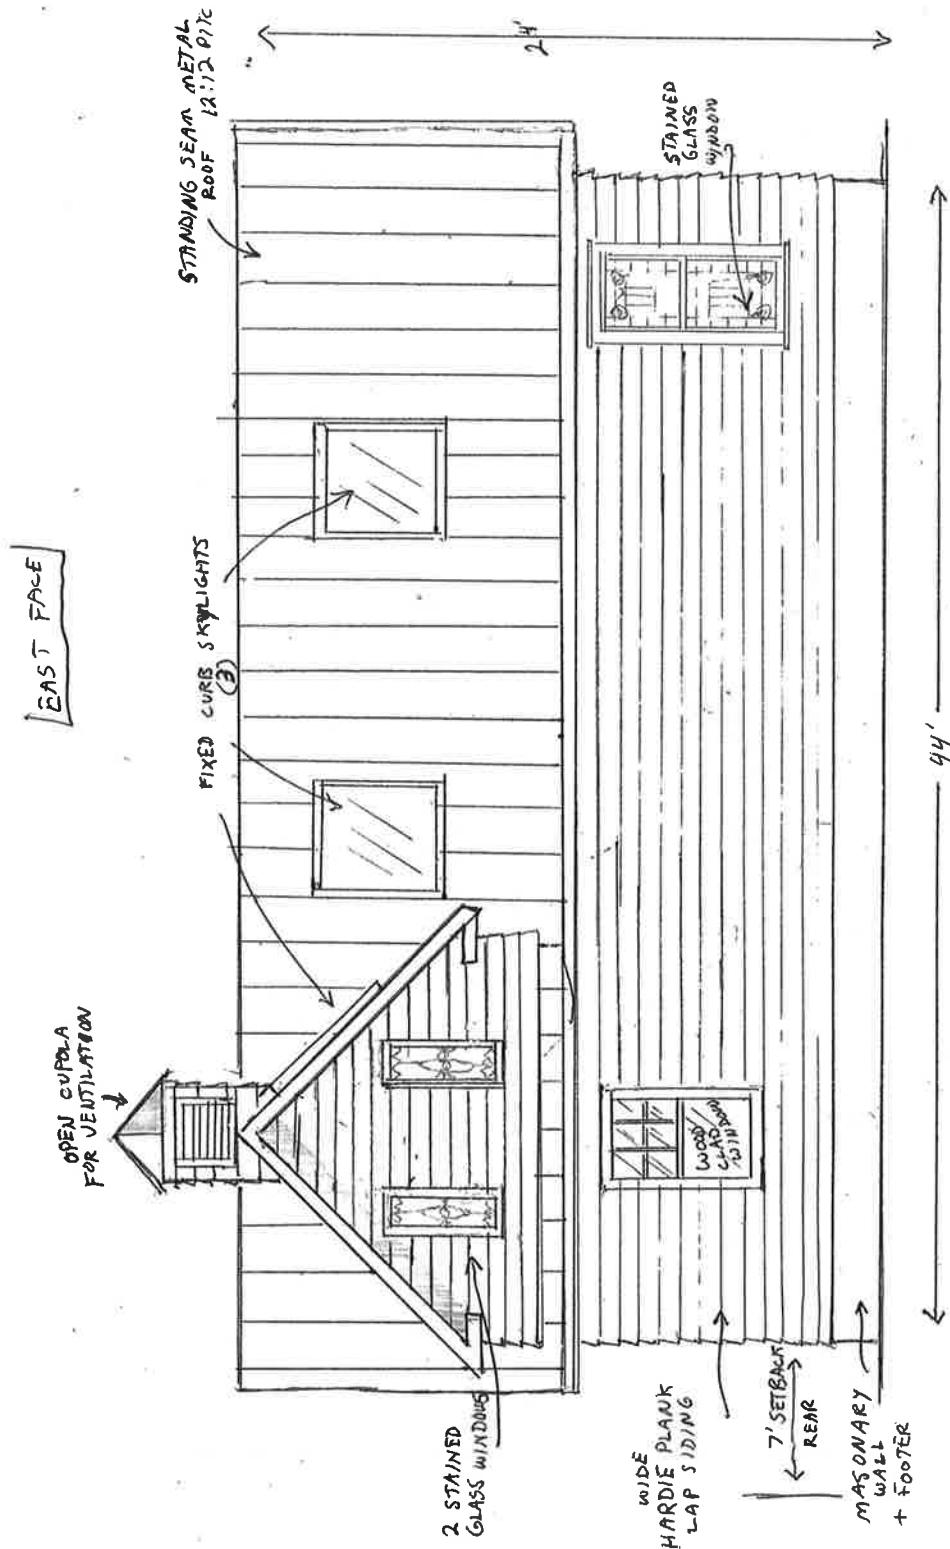 EAST FACE
OPEN CUPOLA
FOR VENTILATION
FIXED CURB SKYLIGHTS
(3)
STANDING SEAM METAL
ROOF 12:12 PITC
24'
2 STAINED
GLASS WINDOWS
STAINED
GLASS
WINDOW
WOOD
CLAD
WINDOW
WIDE
HARDIE PLANK
LAP SIDING
7' SETBACK
REAR
MASONARY
WALL
+ FOOTER
44'